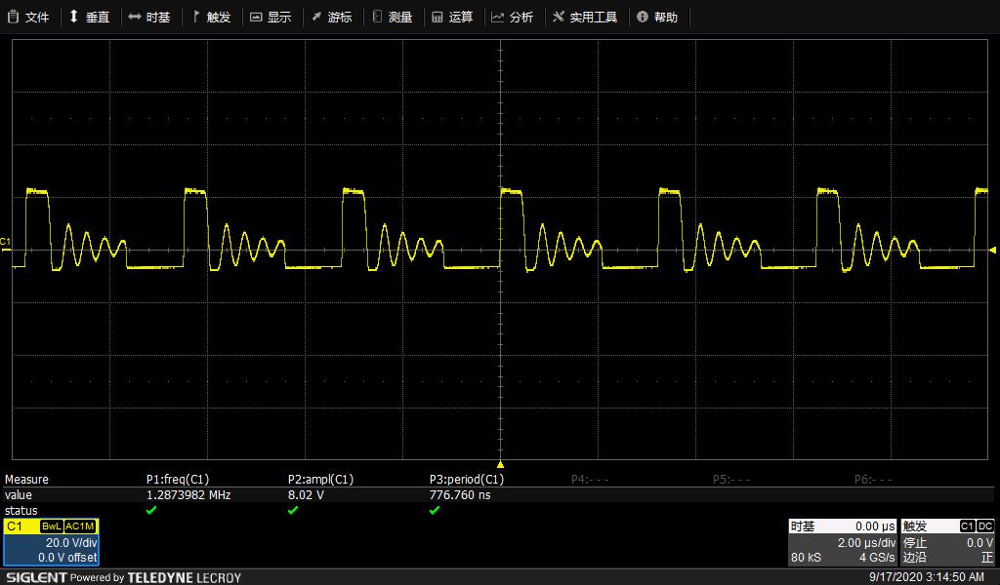 文件 垂直 时基 触发 显示 游标 测量 运算 分析 实用工具 帮助
C1
Measure P1:freq(C1) P2:ampl(C1) P3:period(C1) P4:- - - P5:- - - P6:- - -
value 1.2873982 MHz 8.02 V 776.760 ns
status
C1 BwL AC1M
20.0 V/div
0.0 V offset
时基 0.00 µs
2.00 µs/div
80 kS 4 GS/s
触发 C1 DC
停止 0.0 V
边沿 正
SIGLENT Powered by TELEDYNE LECROY 9/17/2020 3:14:50 AM